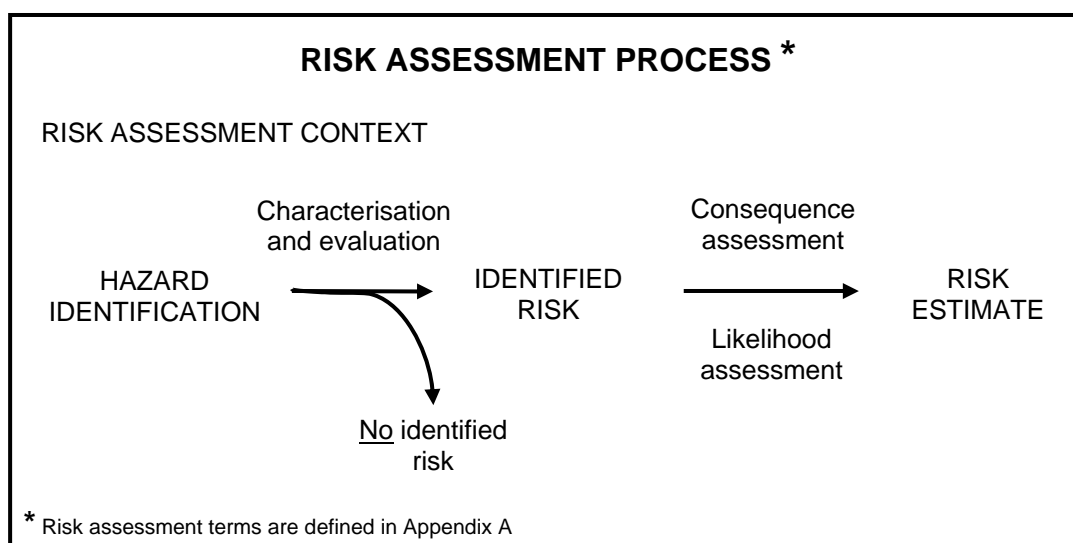 RISK ASSESSMENT PROCESS *
RISK ASSESSMENT CONTEXT
Characterisation
and evaluation
Consequence
assessment
HAZARD
IDENTIFICATION
IDENTIFIED
RISK
RISK
ESTIMATE
Likelihood
assessment
No identified
risk
* Risk assessment terms are defined in Appendix A